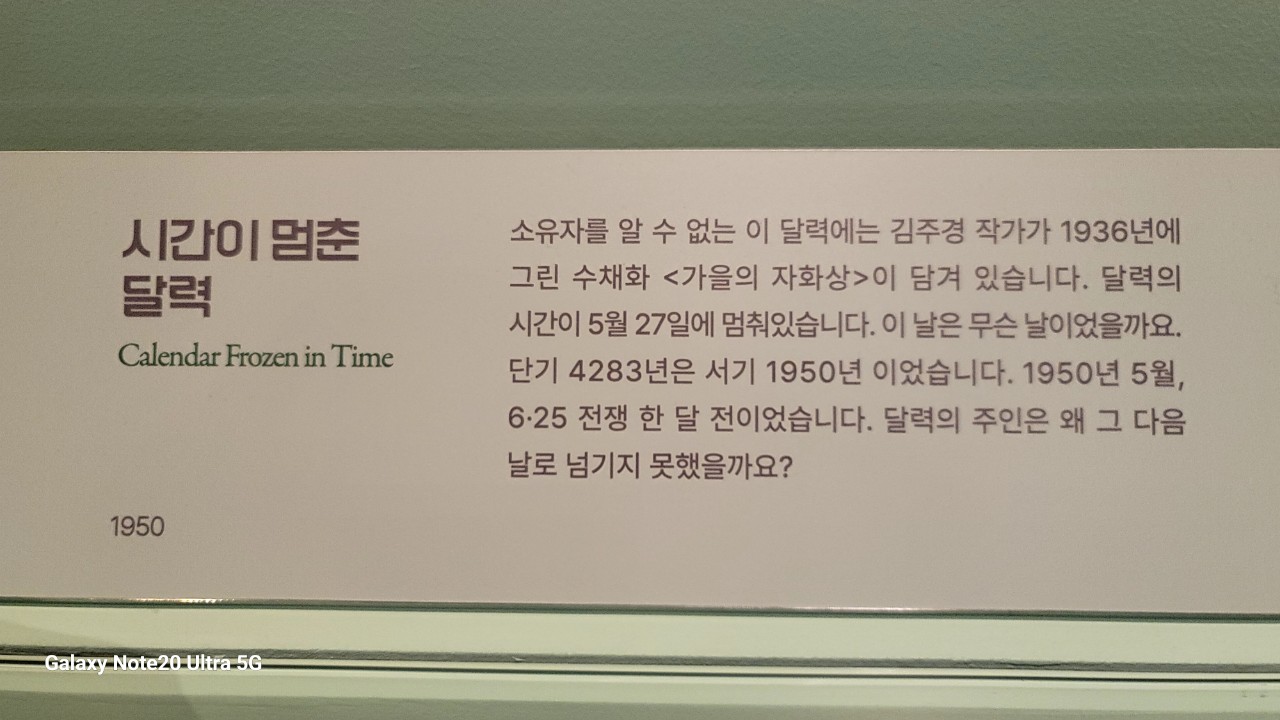 시간이 멈춘
달력
Calendar Frozen in Time
1950
소유자를 알 수 없는 이 달력에는 김주경 작가가 1936년에
그린 수채화 <가을의 자화상>이 담겨 있습니다. 달력의
시간이 5월 27일에 멈춰있습니다. 이 날은 무슨 날이었을까요.
단기 4283년은 서기 1950년 이었습니다. 1950년 5월,
6·25 전쟁 한 달 전이었습니다. 달력의 주인은 왜 그 다음
날로 넘기지 못했을까요?
Galaxy Note20 Ultra 5G